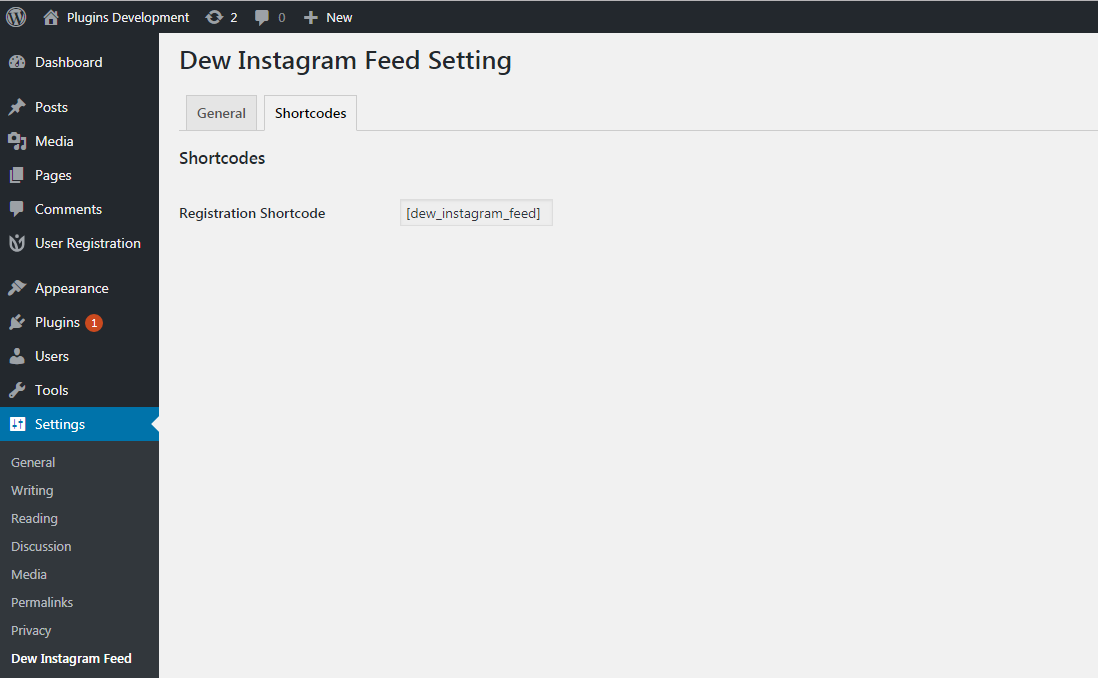 Plugins Development 2 0 New
Dashboard
Posts
Media
Pages
Comments
User Registration
Appearance
Plugins 1
Users
Tools
Settings
General
Writing
Reading
Discussion
Media
Permalinks
Privacy
Dew Instagram Feed
Dew Instagram Feed Setting
General Shortcodes
Shortcodes
Registration Shortcode [dew_instagram_feed]